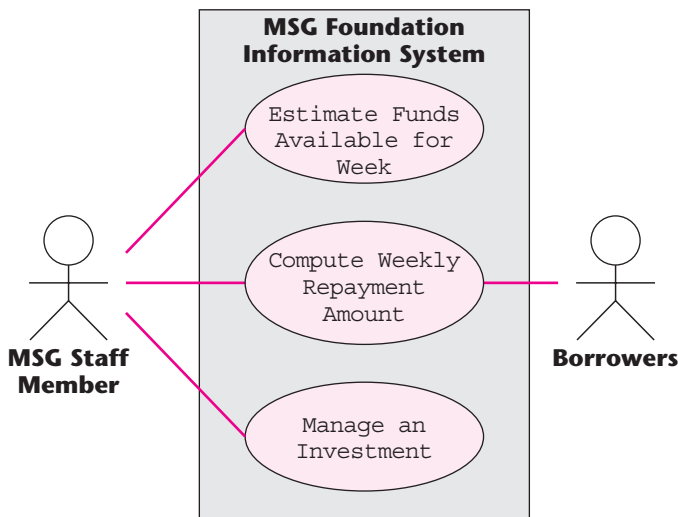 MSG Foundation
Information System
Estimate Funds
Available for
Week
Compute Weekly
Repayment
Amount
MSG Staff
Member
Borrowers
Manage an
Investment